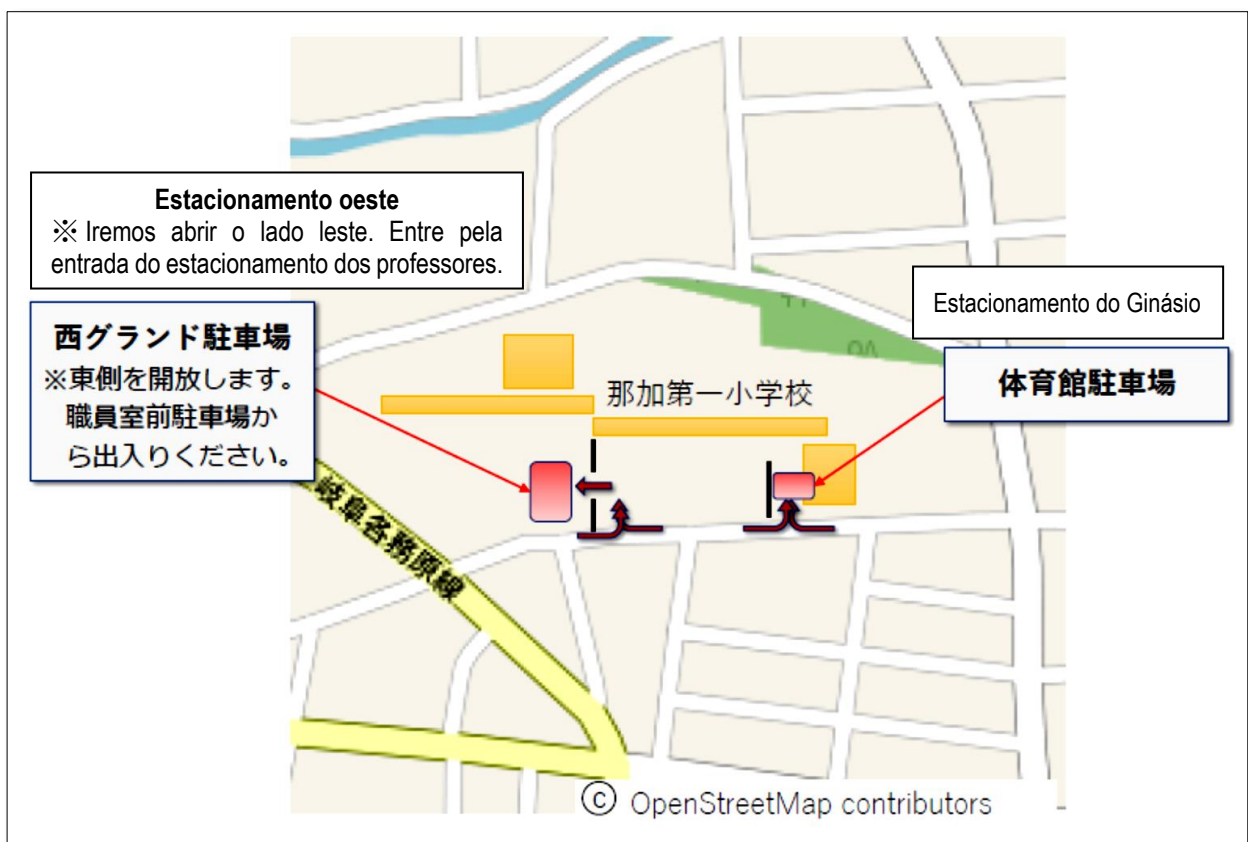 Estacionamento oeste
※ Iremos abrir o lado leste. Entre pela
entrada do estacionamento dos professores.
西グランド駐車場
※東側を開放します。
職員室前駐車場か
ら出入りください。
Estacionamento do Ginásio
体育館駐車場
那加第一小学校
岐阜各務原線
© OpenStreetMap contributors